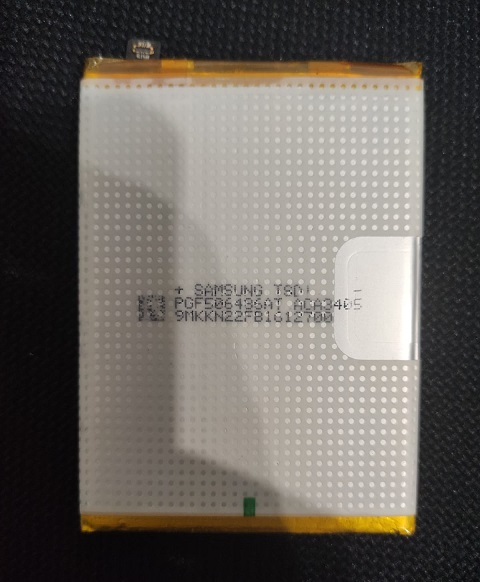 + SAMSUNG TSDI -
PGF506436AT ACA3405
9MKKN22FB1612700